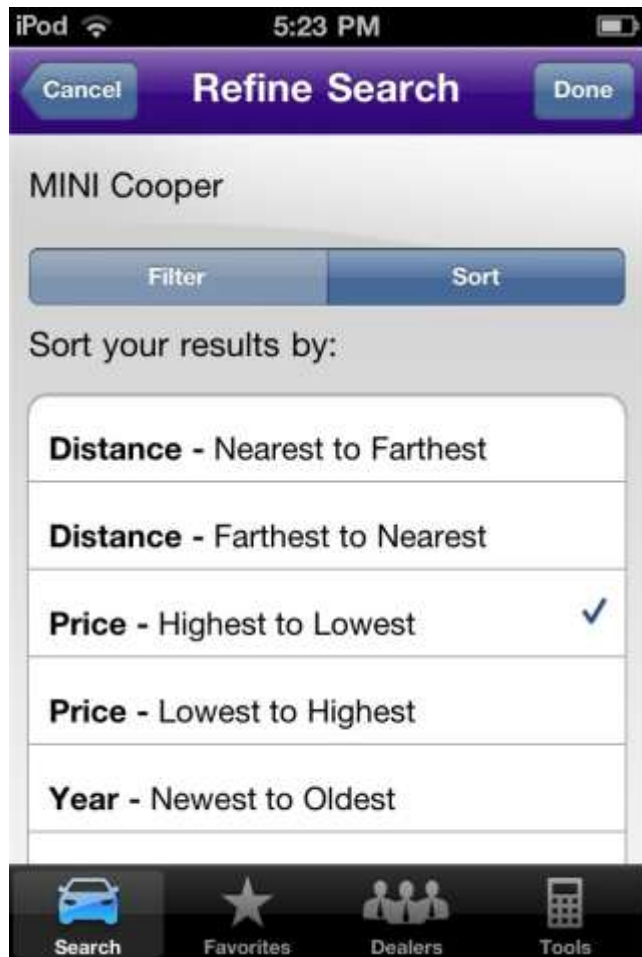 iPod 5:23 PM
Cancel Refine Search Done
MINI Cooper
Filter Sort
Sort your results by:
Distance - Nearest to Farthest
Distance - Farthest to Nearest
Price - Highest to Lowest
Price - Lowest to Highest
Year - Newest to Oldest
Search Favorites Dealers Tools